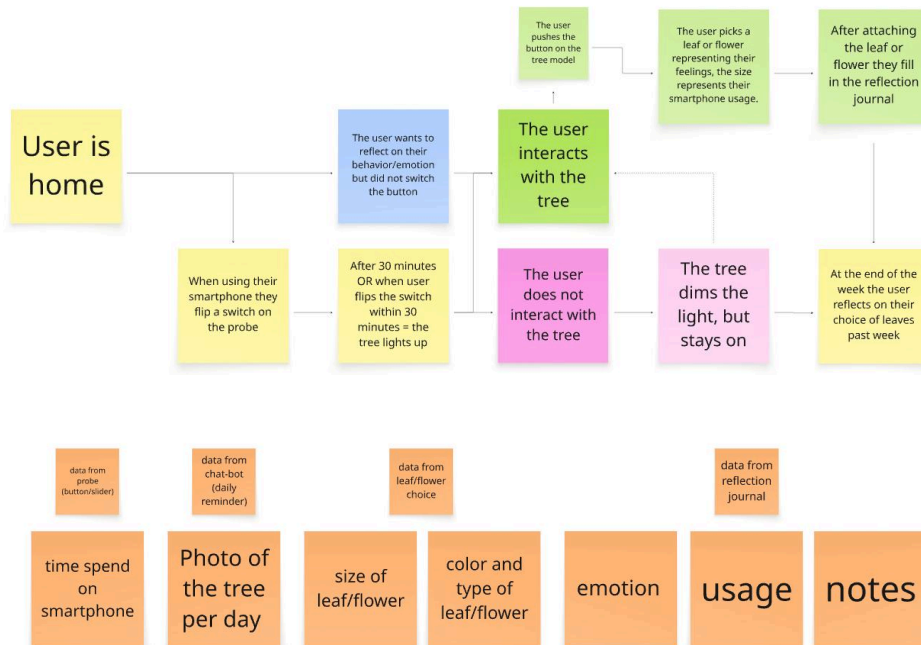 The user
pushes the
button on the
tree model
The user picks a
leaf or flower
representing their
feelings, the size
represents their
smartphone usage.
After attaching
the leaf or
flower they fill
in the reflection
journal
User is
home
The user wants to
reflect on their
behavior/emotion
but did not switch
the button
The user
interacts
with the
tree
When using their
smartphone they
flip a switch on
the probe
After 30 minutes
OR when user
flips the switch
within 30
minutes = the
tree lights up
The user
does not
interact with
the tree
The tree
dims the
light, but
stays on
At the end of the
week the user
reflects on their
choice of leaves
past week
data from
probe
(button/slider)
data from
chat-bot
(daily
reminder)
data from
leaf/flower
choice
data from
reflection
journal
time spend
on
smartphone
Photo of
the tree
per day
size of
leaf/flower
color and
type of
leaf/flower
emotion
usage
notes